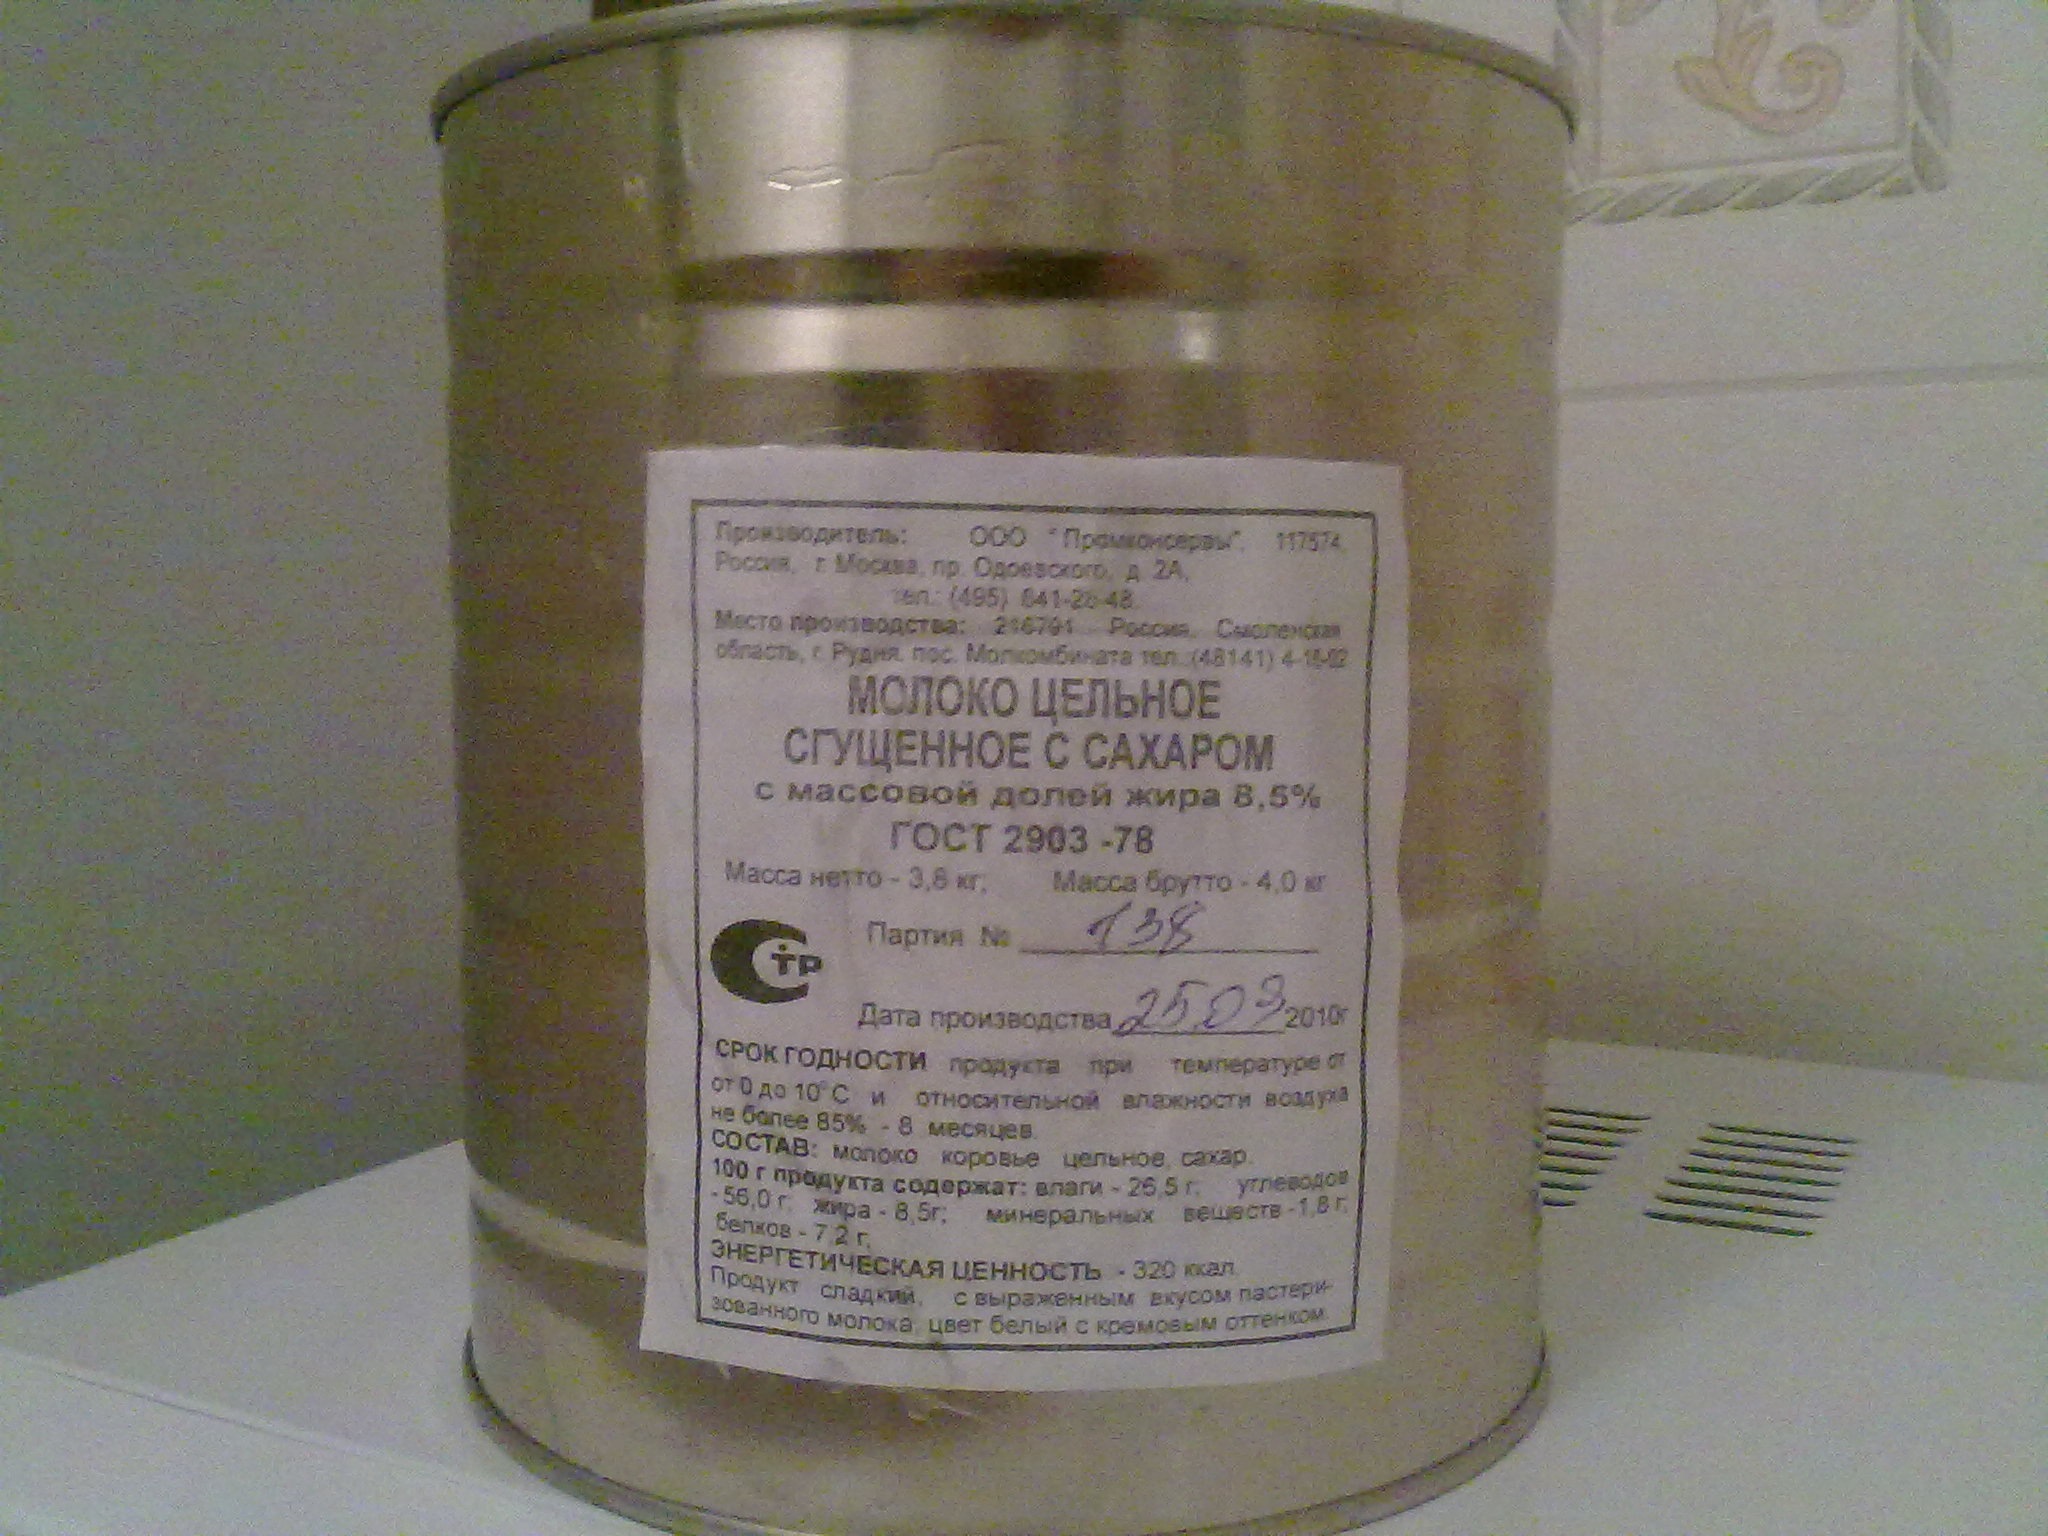 Производитель: ООО "Промконсервы", 117574,
Россия, г. Москва, пр. Одоевского, д. 2А,
тел.: (495) 641-28-48.
Место производства: 216791 Россия, Смоленская
область, г. Рудня, пос. Молкомбината тел.:(48141) 4-16-92
МОЛОКО ЦЕЛЬНОЕ
СГУЩЕННОЕ С САХАРОМ
с массовой долей жира 8,5%
ГОСТ 2903 -78
Масса нетто - 3,8 кг; Масса брутто - 4,0 кг
Партия № 138
СТР
Дата производства 25.09 2010г
СРОК ГОДНОСТИ продукта при температуре от
от 0 до 10°С и относительной влажности воздуха
не более 85% - 8 месяцев.
СОСТАВ: молоко коровье цельное, сахар.
100 г продукта содержат: влаги - 26,5 г; углеводов
- 56,0 г; жира - 8,5г; минеральных веществ -1,8 г;
белков - 7,2 г;
ЭНЕРГЕТИЧЕСКАЯ ЦЕННОСТЬ - 320 ккал.
Продукт сладкий, с выраженным вкусом пастери-
зованного молока, цвет белый с кремовым оттенком.